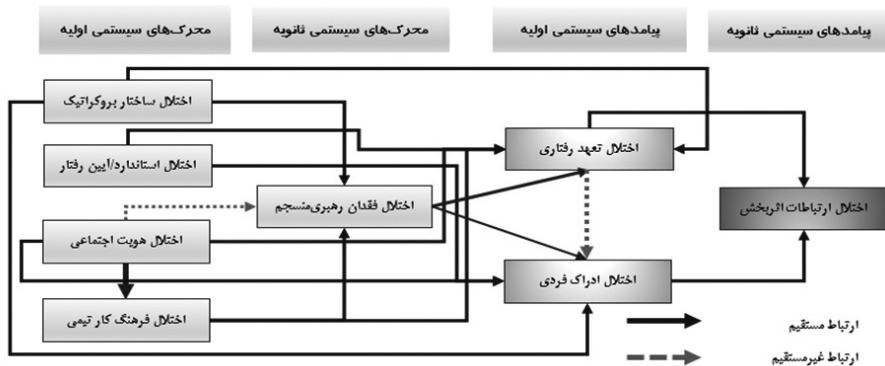 محرک‌های سیستمی اولیه
محرک‌های سیستمی ثانویه
پیامدهای سیستمی اولیه
پیامدهای سیستمی ثانویه
اختلال ساختار بروکراتیک
اختلال استاندارد/آیین رفتار
اختلال هویت اجتماعی
اختلال فرهنگ کار تیمی
اختلال فقدان رهبری‌منسجم
اختلال تعهد رفتاری
اختلال ادراک فردی
اختلال ارتباطات اثربخش
ارتباط مستقیم
ارتباط غیرمستقیم